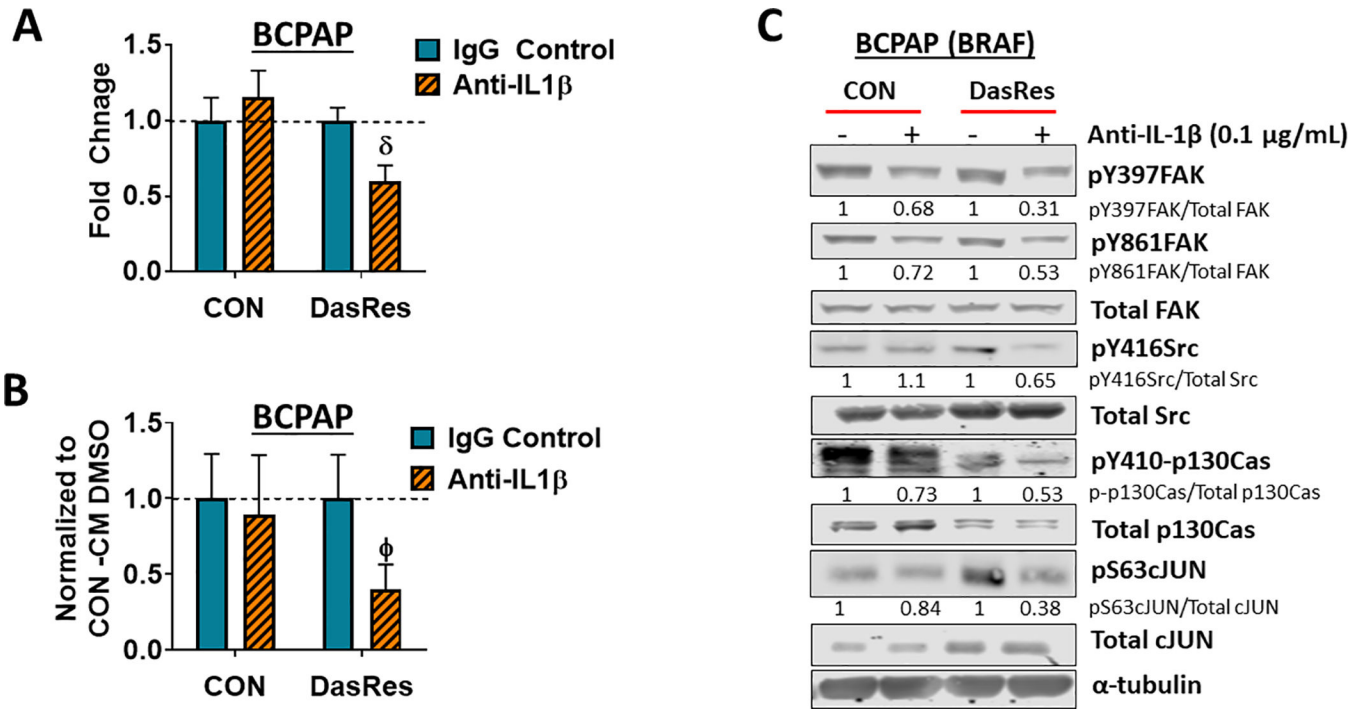 A
BCPAP
IgG Control
Anti-IL1β
Fold Chnage
1.5
1.0
0.5
0.0
δ
CON
DasRes
B
BCPAP
IgG Control
Anti-IL1β
Normalized to
CON -CM DMSO
1.5
1.0
0.5
0.0
ϕ
CON
DasRes
C
BCPAP (BRAF)
CON DasRes
- + - + Anti-IL-1β (0.1 µg/mL)
pY397FAK
1 0.68 1 0.31 pY397FAK/Total FAK
pY861FAK
1 0.72 1 0.53 pY861FAK/Total FAK
Total FAK
pY416Src
1 1.1 1 0.65 pY416Src/Total Src
Total Src
pY410-p130Cas
1 0.73 1 0.53 p-p130Cas/Total p130Cas
Total p130Cas
pS63cJUN
1 0.84 1 0.38 pS63cJUN/Total cJUN
Total cJUN
α-tubulin